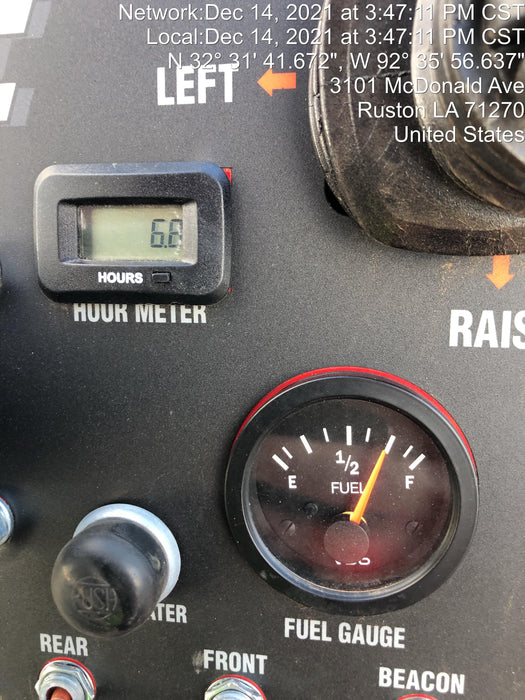 Network:Dec 14, 2021 at 3:47:11 PM CST
Local:Dec 14, 2021 at 3:47:11 PM CST
N 32° 31' 41.672", W 92° 35' 56.637"
3101 McDonald Ave
Ruston LA 71270
United States
LEFT
HOURS
HOUR METER
RAIS
1/2
E
FUEL
F
FUEL GAUGE
REAR
FRONT
BEACON